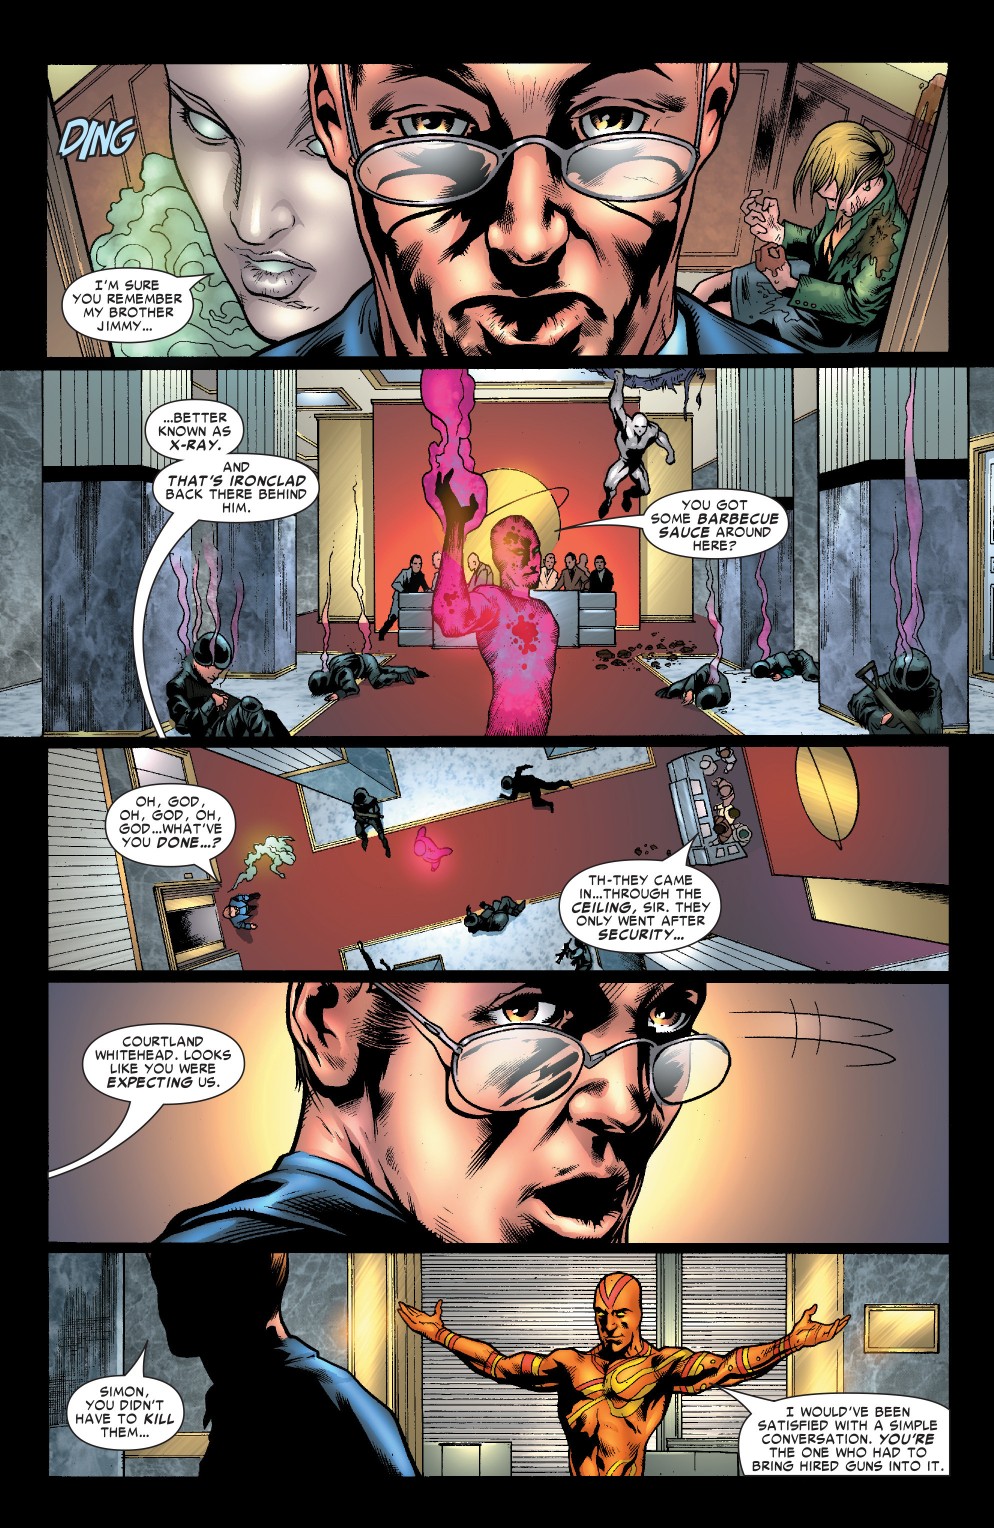 DING
I'M SURE
YOU REMEMBER
MY BROTHER
JIMMY...
...BETTER
KNOWN AS
X-RAY.
AND
THAT'S IRONCLAD
BACK THERE BEHIND
HIM.
YOU GOT
SOME BARBECUE
SAUCE AROUND
HERE?
OH, GOD,
OH, GOD, OH,
GOD...WHAT'VE
YOU DONE...?
TH-THEY CAME
IN...THROUGH THE
CEILING, SIR. THEY
ONLY WENT AFTER
SECURITY...
COURTLAND
WHITEHEAD. LOOKS
LIKE YOU WERE
EXPECTING US.
SIMON,
YOU DIDN'T
HAVE TO KILL
THEM...
I WOULD'VE BEEN
SATISFIED WITH A SIMPLE
CONVERSATION. YOU'RE
THE ONE WHO HAD TO
BRING HIRED GUNS INTO IT.